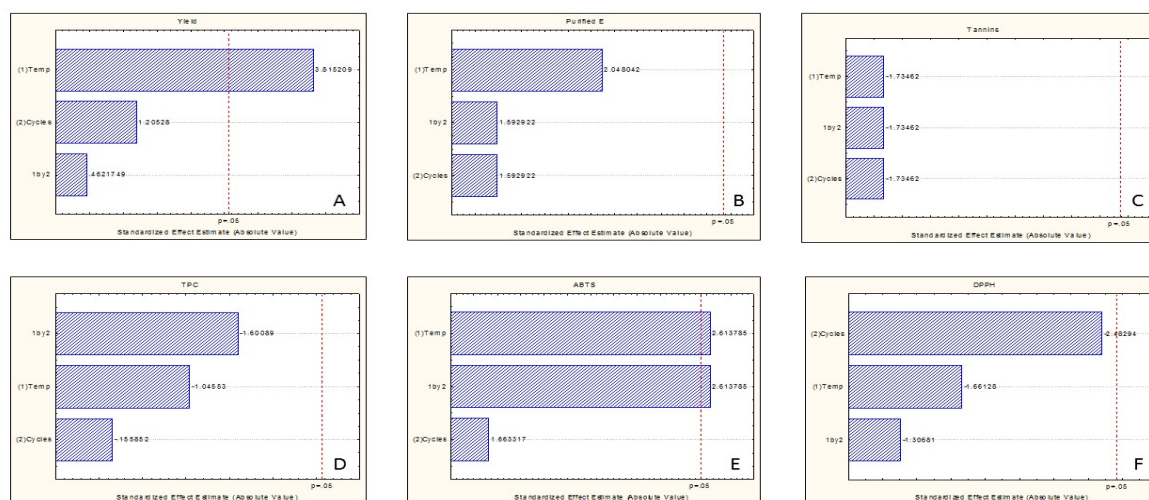 Yield
(1)Temp
3.815209
(2)Cycles
1.20528
1by2
.4621749
A
p=.05
Standardized Effect Estimate (Absolute Value)
Purified E
(1)Temp
2.048042
1by2
1.592922
(2)Cycles
1.592922
B
p=.05
Standardized Effect Estimate (Absolute Value)
Tannins
(1)Temp
-1.73462
1by2
-1.73462
(2)Cycles
-1.73462
C
p=.05
Standardized Effect Estimate (Absolute Value)
TPC
1by2
-1.60089
(1)Temp
-1.04553
(2)Cycles
-.155852
D
p=.05
Standardized Effect Estimate (Absolute Value)
ABTS
(1)Temp
2.613785
1by2
2.613785
(2)Cycles
1.663317
E
p=.05
Standardized Effect Estimate (Absolute Value)
DPPH
(2)Cycles
-2.48294
(1)Temp
-1.66128
1by2
-1.30681
F
p=.05
Standardized Effect Estimate (Absolute Value)